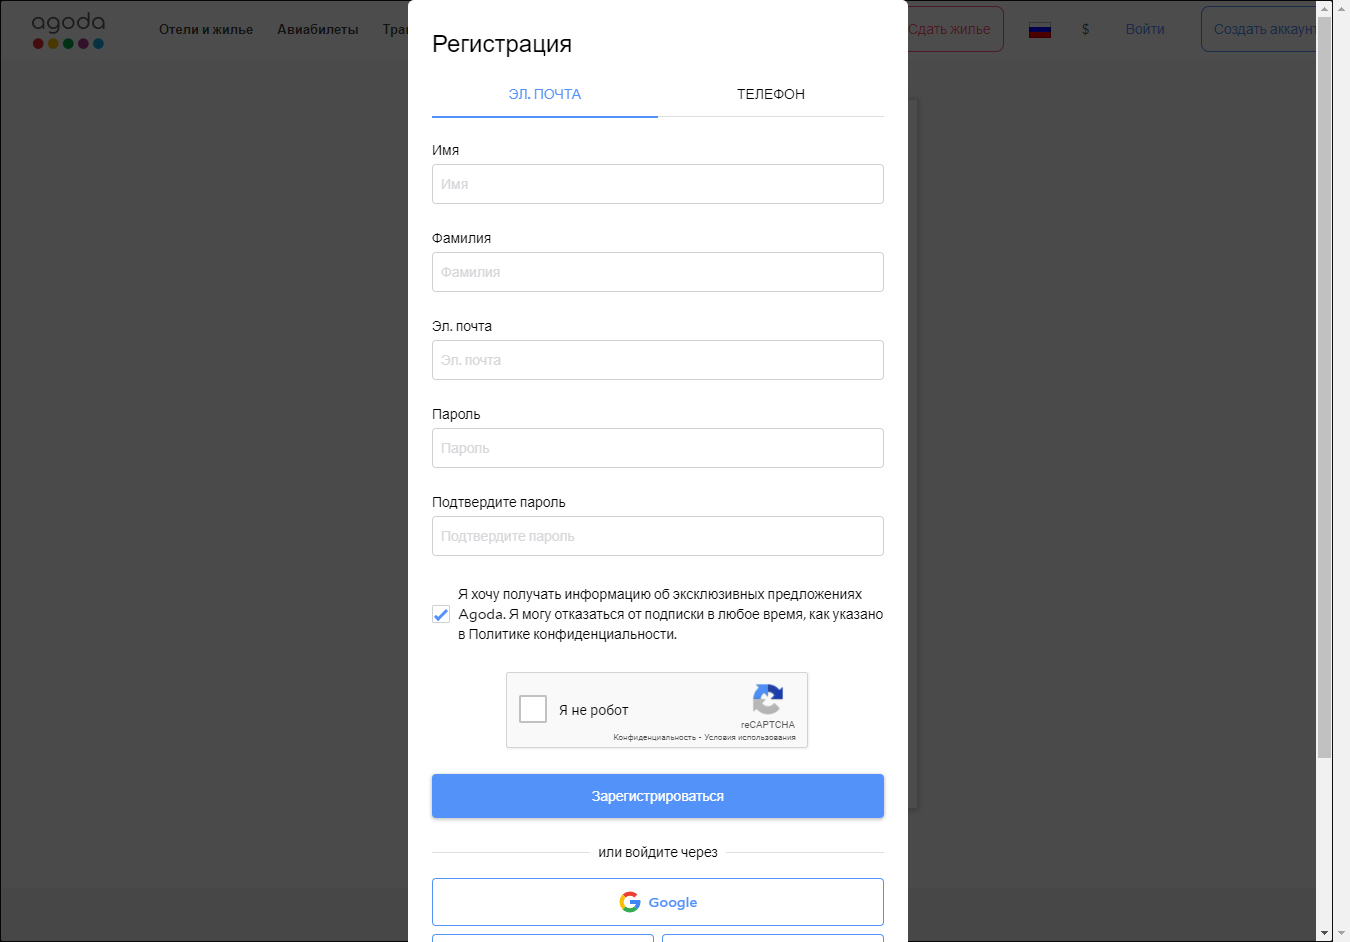 agoda
Отели и жилье
Авиабилеты
Сдать жилье
$
Войти
Создать аккаунт
Регистрация
ЭЛ. ПОЧТА
ТЕЛЕФОН
Имя
Имя
Фамилия
Фамилия
Эл. почта
Эл. почта
Пароль
Пароль
Подтвердите пароль
Подтвердите пароль
Я хочу получать информацию об эксклюзивных предложениях
Agoda. Я могу отказаться от подписки в любое время, как указано
в Политике конфиденциальности.
Я не робот
reCAPTCHA
Конфиденциальность - Условия использования
Зарегистрироваться
или войдите через
Google